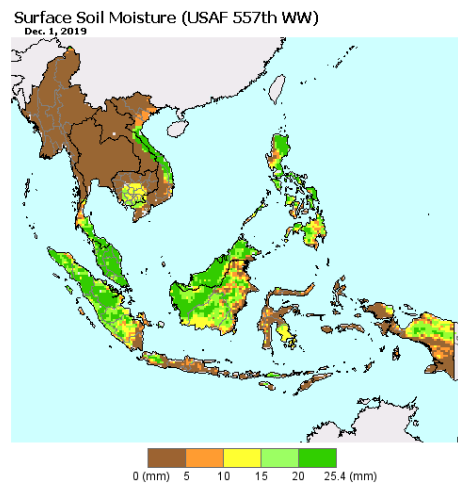 Surface Soil Moisture (USAF 557th WW)
Dec. 1, 2019
0 (mm) 5 10 15 20 25.4 (mm)